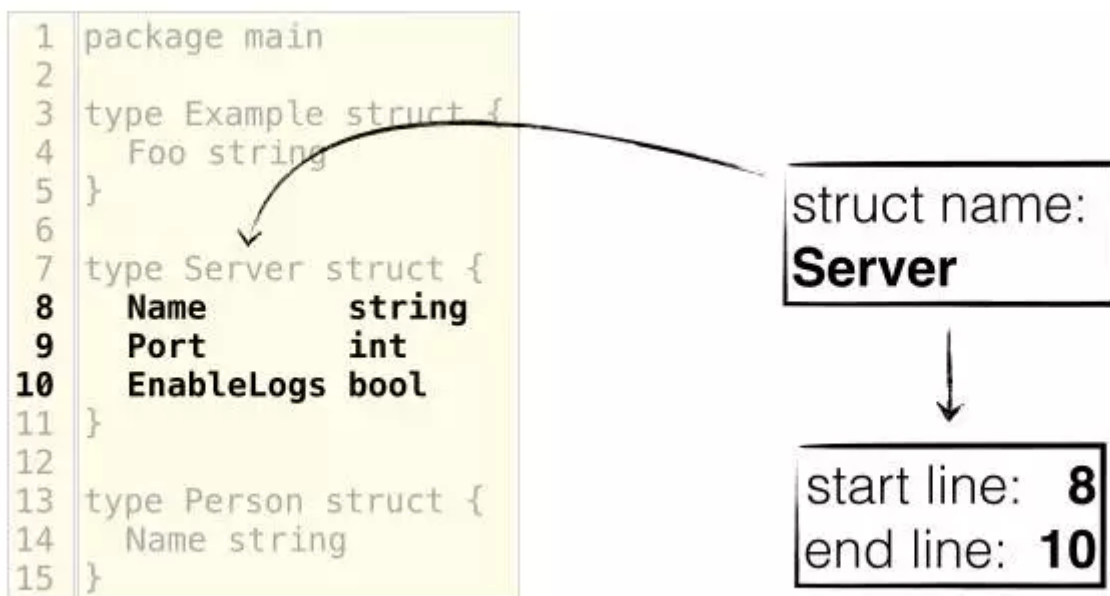 1 package main
2
3 type Example struct {
4 Foo string
5 }
6
7 type Server struct {
8 Name string
9 Port int
10 EnableLogs bool
11 }
12
13 type Person struct {
14 Name string
15 }
struct name:
Server
start line: 8
end line: 10